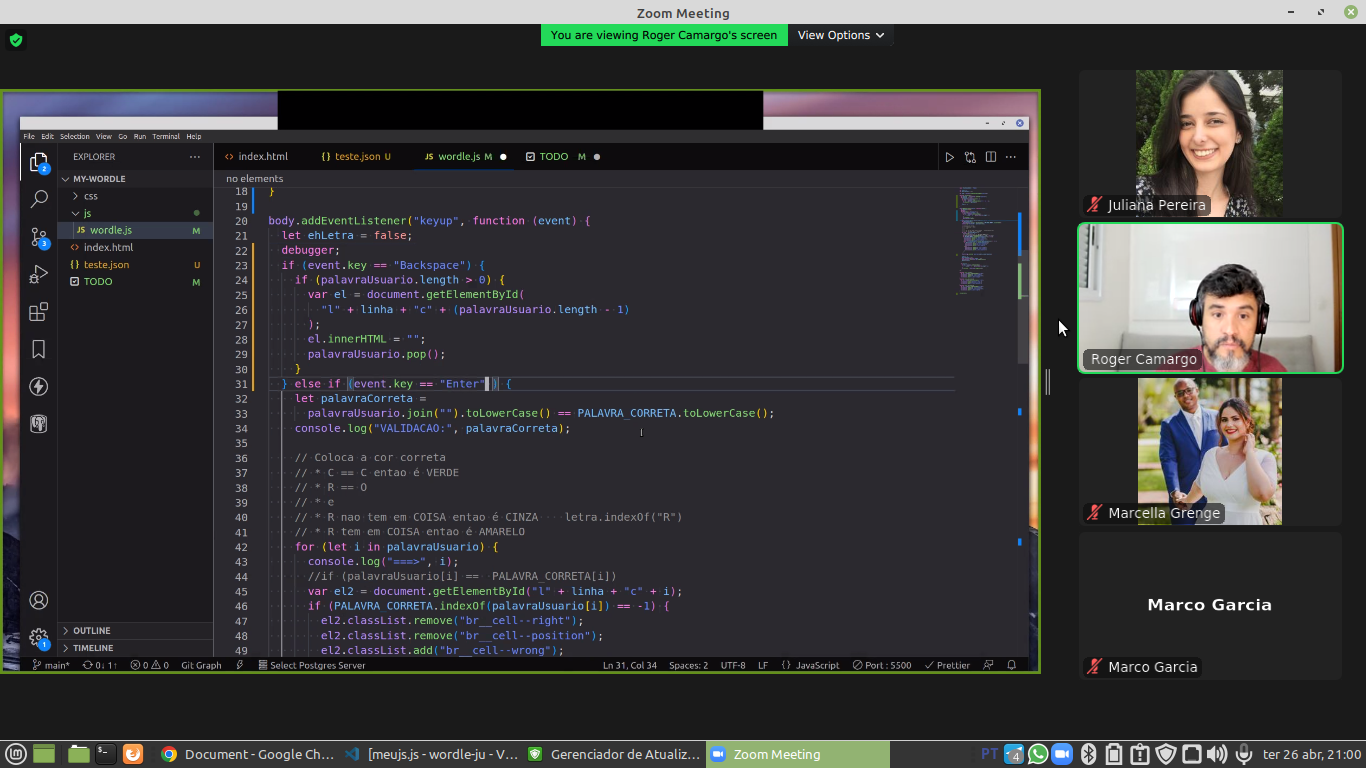 Zoom Meeting
You are viewing Roger Camargo's screen View Options
File Edit Selection View Go Run Terminal Help
EXPLORER
MY-WORDLE
css
js
JS wordle.js M
<> index.html
{} teste.json U
TODO M
OUTLINE
TIMELINE
2
3
1
<> index.html {} teste.json U JS wordle.js M TODO M
no elements
18 }
19
20 body.addEventListener("keyup", function (event) {
21 let ehLetra = false;
22 debugger;
23 if (event.key == "Backspace") {
24 if (palavraUsuario.length > 0) {
25 var el = document.getElementById(
26 "l" + linha + "c" + (palavraUsuario.length - 1)
27 );
28 el.innerHTML = "";
29 palavraUsuario.pop();
30 }
31 } else if (event.key == "Enter" ) {
32 let palavraCorreta =
33 palavraUsuario.join("").toLowerCase() == PALAVRA_CORRETA.toLowerCase();
34 console.log("VALIDACAO:", palavraCorreta);
35
36 // Coloca a cor correta
37 // * C == C entao é VERDE
38 // * R == O
39 // * e
40 // * R nao tem em COISA entao é CINZA letra.indexOf("R")
41 // * R tem em COISA entao é AMARELO
42 for (let i in palavraUsuario) {
43 console.log("===>", i);
44 //if (palavraUsuario[i] == PALAVRA_CORRETA[i])
45 var el2 = document.getElementById("l" + linha + "c" + i);
46 if (PALAVRA_CORRETA.indexOf(palavraUsuario[i]) == -1) {
47 el2.classList.remove("br__cell--right");
48 el2.classList.remove("br__cell--position");
49 el2.classList.add("br__cell--wrong");
main* 0↓ 1↑ 0 0 Git Graph Select Postgres Server Ln 31, Col 34 Spaces: 2 UTF-8 LF {} JavaScript Port : 5500 Prettier
Juliana Pereira
Roger Camargo
Marcella Grenge
Marco Garcia
Marco Garcia
Document - Google Ch... [meujs.js - wordle-ju - V... Gerenciador de Atualiz... Zoom Meeting PT 4 ter 26 abr, 21:00